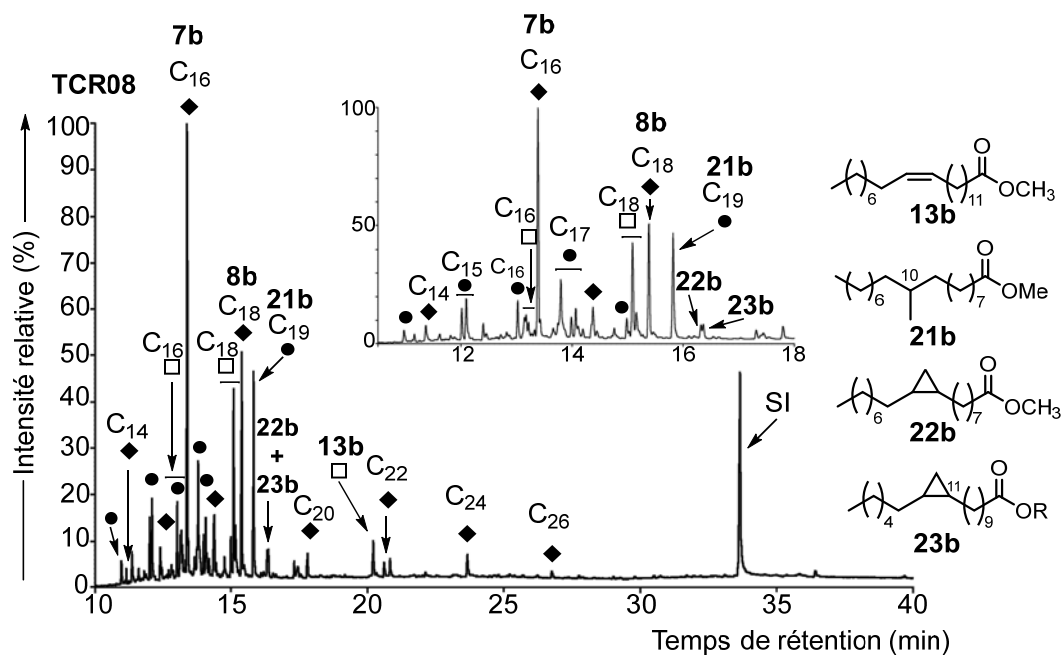 TCR08
Intensité relative (%)
100
90
80
70
60
50
40
30
20
10
0
10
15
20
25
30
35
40
Temps de rétention (min)
7b
C16
C14
C16
C18
8b
C18
21b
C19
22b
+
23b
C20
13b
C22
C24
C26
SI
100
50
0
12
14
16
18
7b
C16
C14
C15
C16
C16
C17
C18
8b
C18
21b
C19
22b
23b
O
6
11
OCH3
13b
10
O
6
7
OMe
21b
O
6
7
OCH3
22b
11
O
4
9
OR
23b